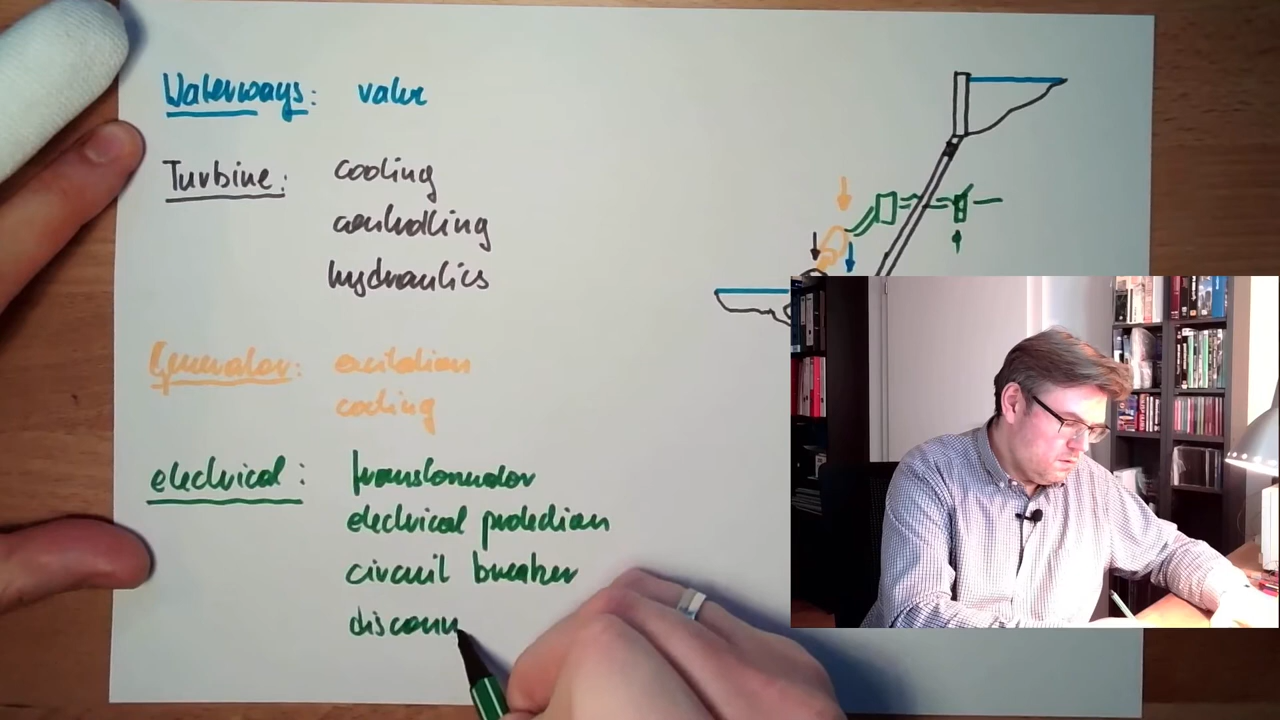 Waterways: valve
Turbine: cooling
controlling
hydraulics
Generator: excitation
cooling
electrical: transformator
electrical protection
circuit breaker
disconn